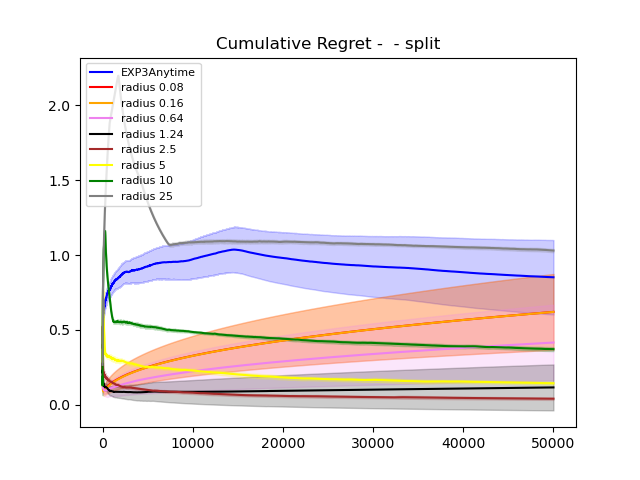 Cumulative Regret -  - split
EXP3Anytime
radius 0.08
radius 0.16
radius 0.64
radius 1.24
radius 2.5
radius 5
radius 10
radius 25
2.0
1.5
1.0
0.5
0.0
0
10000
20000
30000
40000
50000